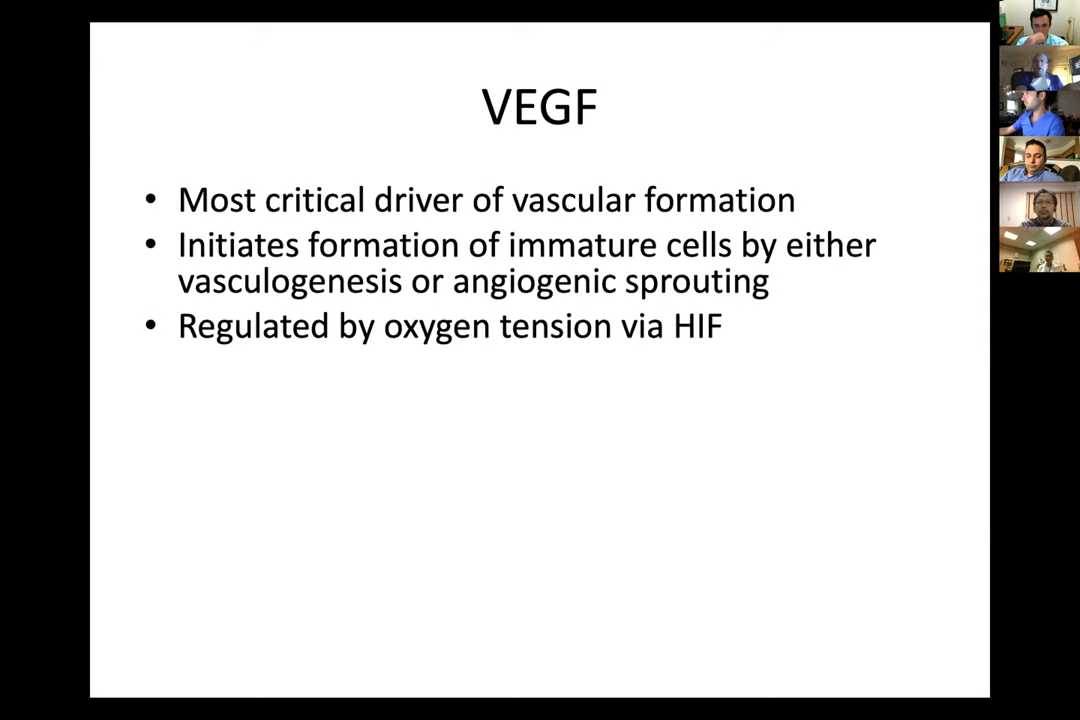 VEGF
• Most critical driver of vascular formation
• Initiates formation of immature cells by either
vasculogenesis or angiogenic sprouting
• Regulated by oxygen tension via HIF